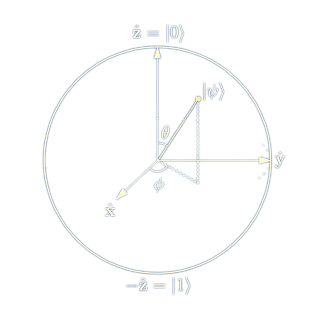 ẑ = |0⟩
|ψ⟩
θ
ŷ
ϕ
x̂
−ẑ = |1⟩